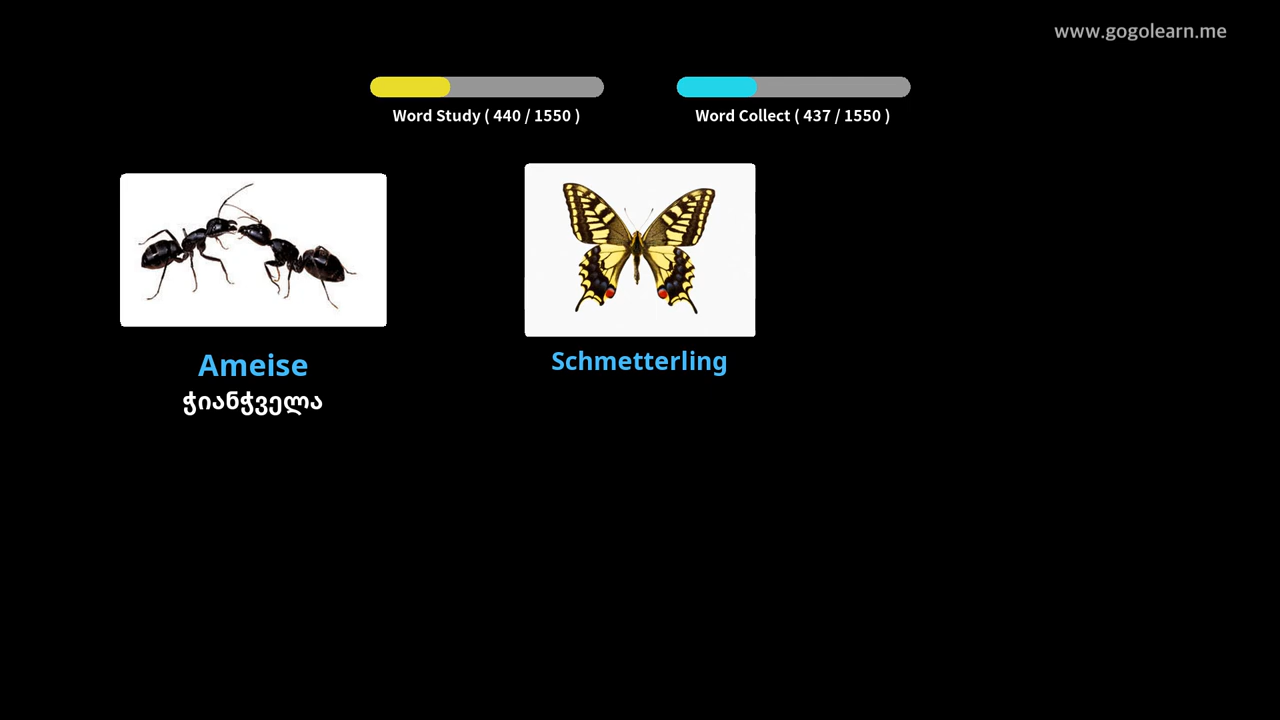 www.gogolearn.me
Word Study ( 440 / 1550 )
Word Collect ( 437 / 1550 )
Ameise
ჭიანჭველა
Schmetterling